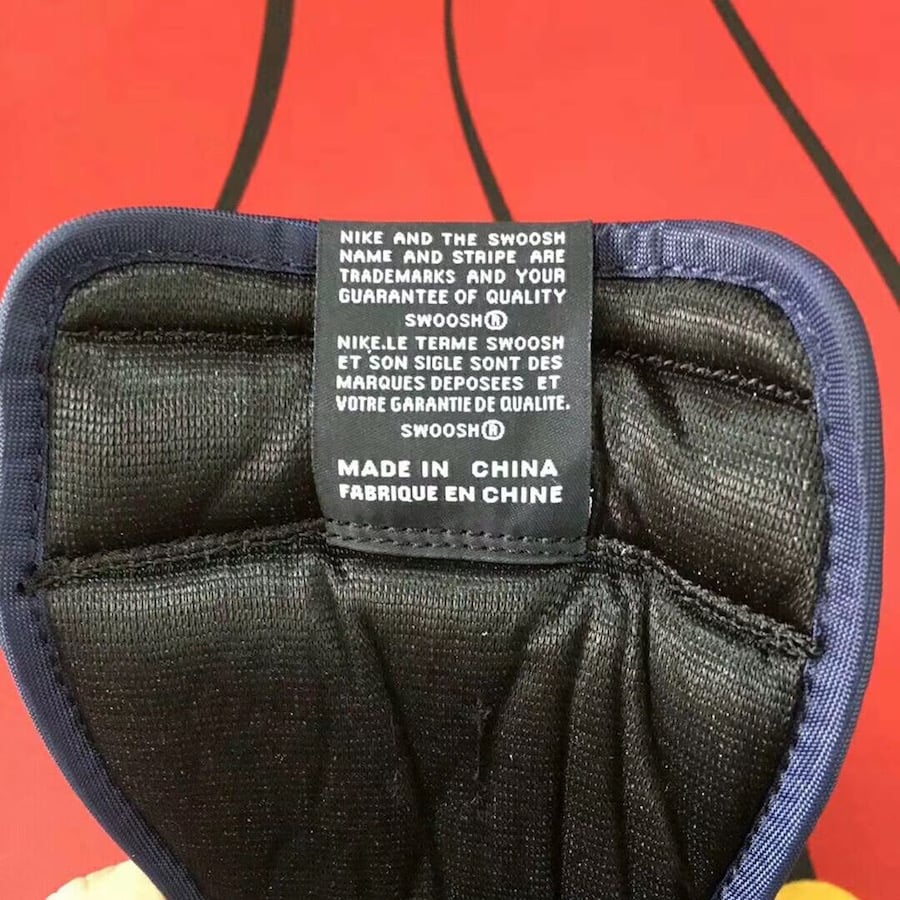 NIKE AND THE SWOOSH
NAME AND STRIPE ARE
TRADEMARKS AND YOUR
GUARANTEE OF QUALITY
SWOOSH®
NIKE.LE TERME SWOOSH
ET SON SIGLE SONT DES
MARQUES DEPOSEES ET
VOTRE GARANTIE DE QUALITE.
SWOOSH®
MADE IN CHINA
FABRIQUE EN CHINE